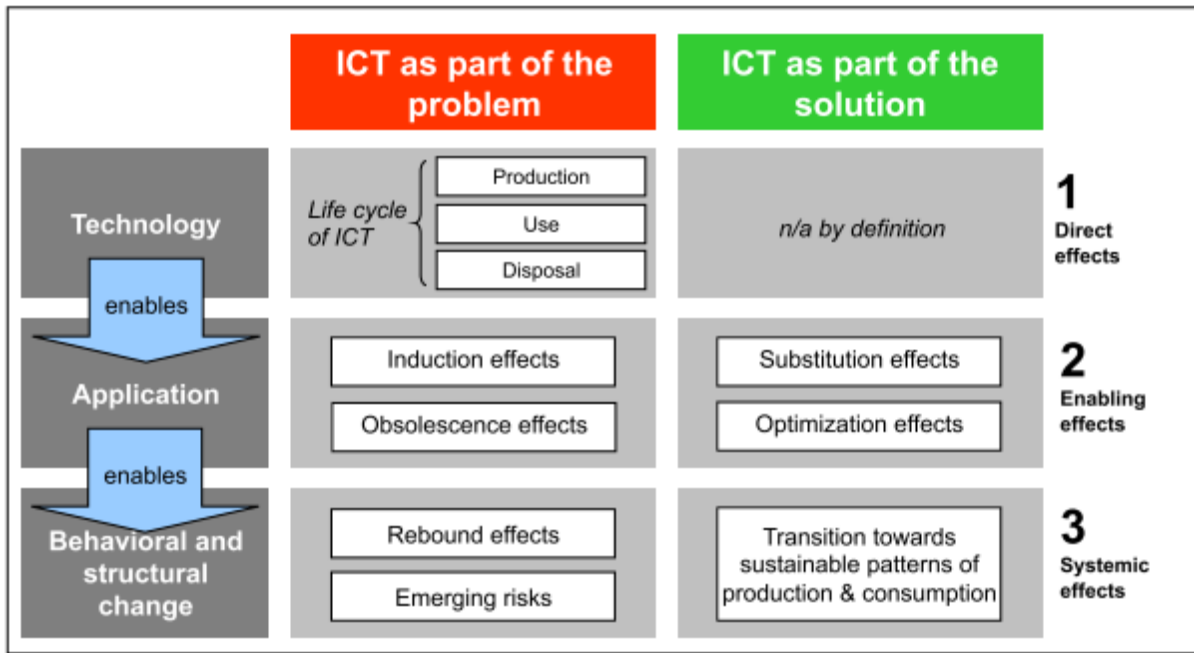 ICT as part of the
problem
ICT as part of the
solution
Technology
Life cycle
of ICT
Production
Use
Disposal
n/a by definition
1
Direct
effects
enables
Application
Induction effects
Obsolescence effects
Substitution effects
Optimization effects
2
Enabling
effects
enables
Behavioral and
structural
change
Rebound effects
Emerging risks
Transition towards
sustainable patterns of
production & consumption
3
Systemic
effects